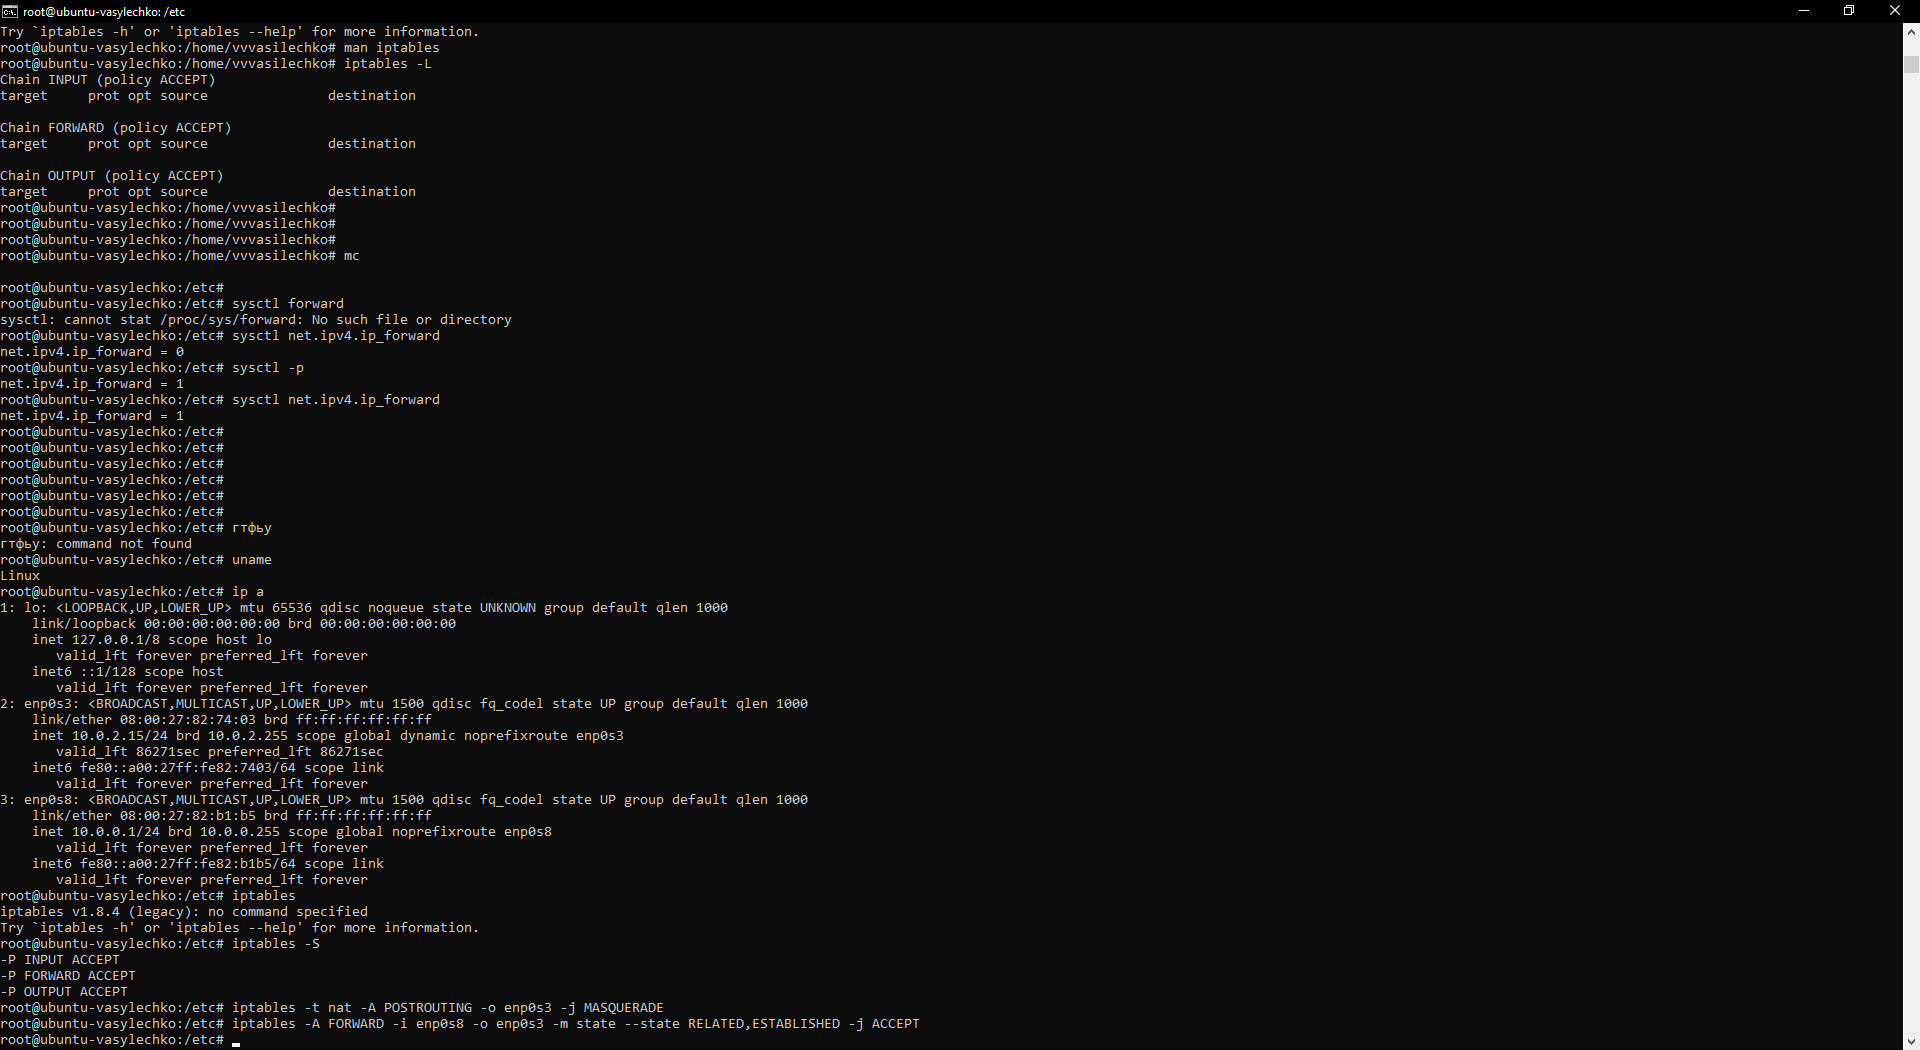 root@ubuntu-vasylechko: /etc
Try `iptables -h' or 'iptables --help' for more information.
root@ubuntu-vasylechko:/home/vvvasilechko# man iptables
root@ubuntu-vasylechko:/home/vvvasilechko# iptables -L
Chain INPUT (policy ACCEPT)
target     prot opt source               destination

Chain FORWARD (policy ACCEPT)
target     prot opt source               destination

Chain OUTPUT (policy ACCEPT)
target     prot opt source               destination
root@ubuntu-vasylechko:/home/vvvasilechko#
root@ubuntu-vasylechko:/home/vvvasilechko#
root@ubuntu-vasylechko:/home/vvvasilechko#
root@ubuntu-vasylechko:/home/vvvasilechko# mc

root@ubuntu-vasylechko:/etc#
root@ubuntu-vasylechko:/etc# sysctl forward
sysctl: cannot stat /proc/sys/forward: No such file or directory
root@ubuntu-vasylechko:/etc# sysctl net.ipv4.ip_forward
net.ipv4.ip_forward = 0
root@ubuntu-vasylechko:/etc# sysctl -p
net.ipv4.ip_forward = 1
root@ubuntu-vasylechko:/etc# sysctl net.ipv4.ip_forward
net.ipv4.ip_forward = 1
root@ubuntu-vasylechko:/etc#
root@ubuntu-vasylechko:/etc#
root@ubuntu-vasylechko:/etc#
root@ubuntu-vasylechko:/etc#
root@ubuntu-vasylechko:/etc#
root@ubuntu-vasylechko:/etc#
root@ubuntu-vasylechko:/etc# гтфьу
гтфьу: command not found
root@ubuntu-vasylechko:/etc# uname
Linux
root@ubuntu-vasylechko:/etc# ip a
1: lo: <LOOPBACK,UP,LOWER_UP> mtu 65536 qdisc noqueue state UNKNOWN group default qlen 1000
    link/loopback 00:00:00:00:00:00 brd 00:00:00:00:00:00
    inet 127.0.0.1/8 scope host lo
       valid_lft forever preferred_lft forever
    inet6 ::1/128 scope host
       valid_lft forever preferred_lft forever
2: enp0s3: <BROADCAST,MULTICAST,UP,LOWER_UP> mtu 1500 qdisc fq_codel state UP group default qlen 1000
    link/ether 08:00:27:82:74:03 brd ff:ff:ff:ff:ff:ff
    inet 10.0.2.15/24 brd 10.0.2.255 scope global dynamic noprefixroute enp0s3
       valid_lft 86271sec preferred_lft 86271sec
    inet6 fe80::a00:27ff:fe82:7403/64 scope link
       valid_lft forever preferred_lft forever
3: enp0s8: <BROADCAST,MULTICAST,UP,LOWER_UP> mtu 1500 qdisc fq_codel state UP group default qlen 1000
    link/ether 08:00:27:82:b1:b5 brd ff:ff:ff:ff:ff:ff
    inet 10.0.0.1/24 brd 10.0.0.255 scope global noprefixroute enp0s8
       valid_lft forever preferred_lft forever
    inet6 fe80::a00:27ff:fe82:b1b5/64 scope link
       valid_lft forever preferred_lft forever
root@ubuntu-vasylechko:/etc# iptables
iptables v1.8.4 (legacy): no command specified
Try `iptables -h' or 'iptables --help' for more information.
root@ubuntu-vasylechko:/etc# iptables -S
-P INPUT ACCEPT
-P FORWARD ACCEPT
-P OUTPUT ACCEPT
root@ubuntu-vasylechko:/etc# iptables -t nat -A POSTROUTING -o enp0s3 -j MASQUERADE
root@ubuntu-vasylechko:/etc# iptables -A FORWARD -i enp0s8 -o enp0s3 -m state --state RELATED,ESTABLISHED -j ACCEPT
root@ubuntu-vasylechko:/etc#